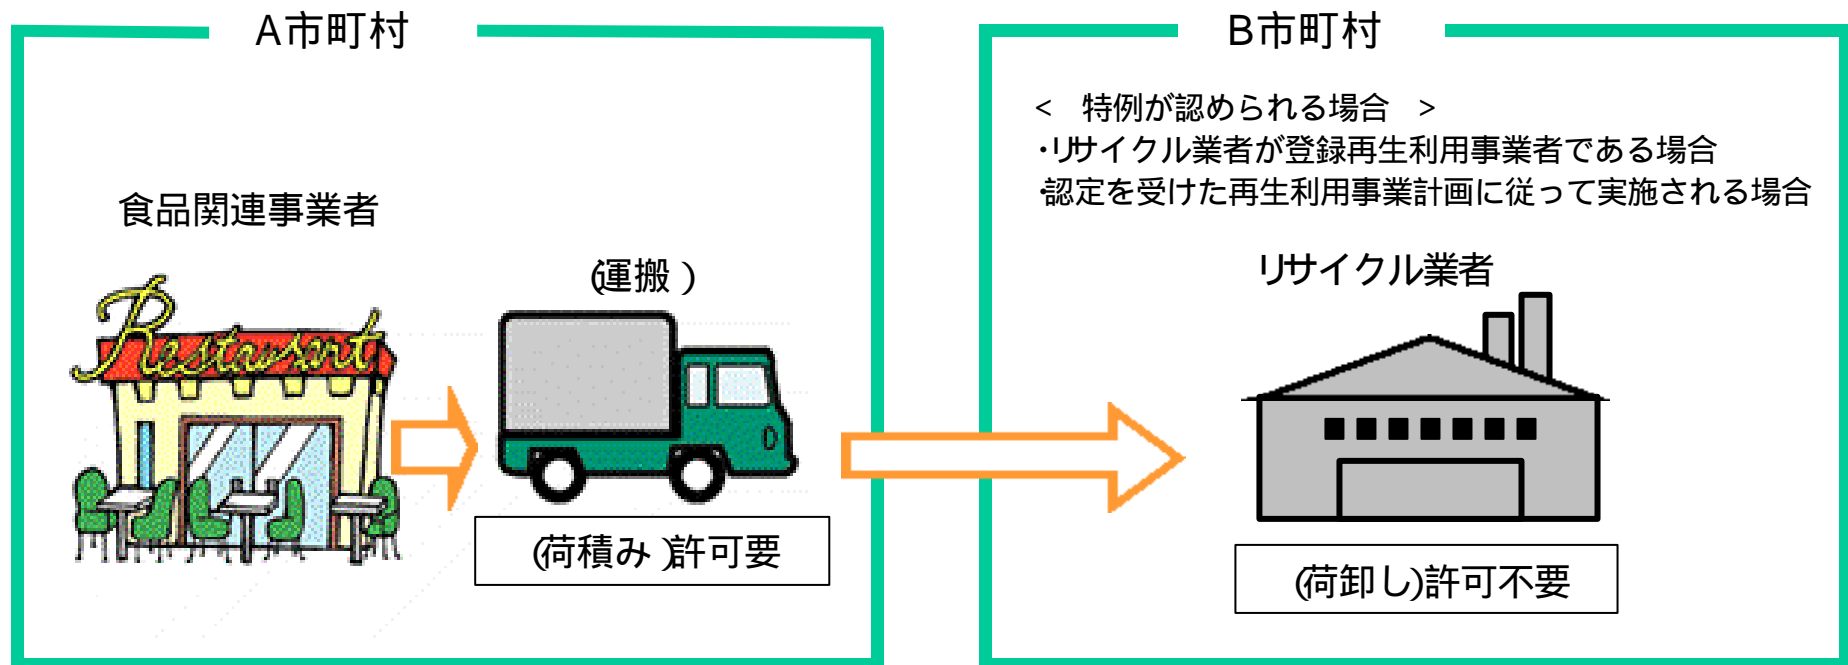 A市町村
食品関連事業者
Restaurant
(運搬)
(荷積み)許可要
B市町村
< 特例が認められる場合 >
・リサイクル業者が登録再生利用事業者である場合
・認定を受けた再生利用事業計画に従って実施される場合
リサイクル業者
(荷卸し)許可不要